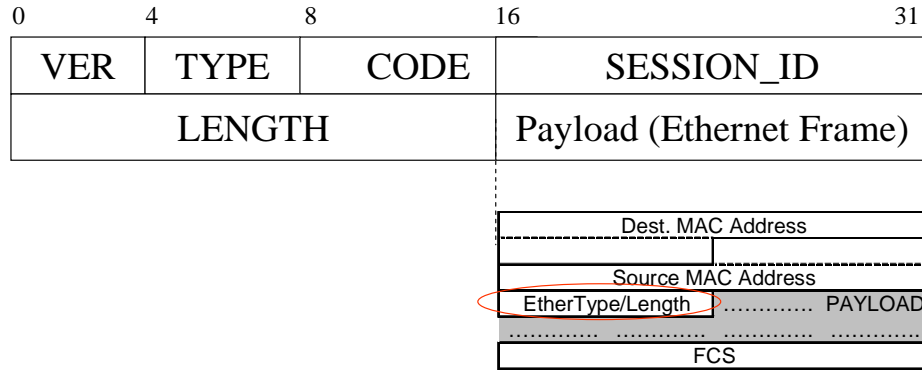 0 4 8 16 31
VER TYPE CODE SESSION_ID
LENGTH Payload (Ethernet Frame)
Dest. MAC Address
Source MAC Address
EtherType/Length ............. PAYLOAD
............. ............. ............. .............
FCS